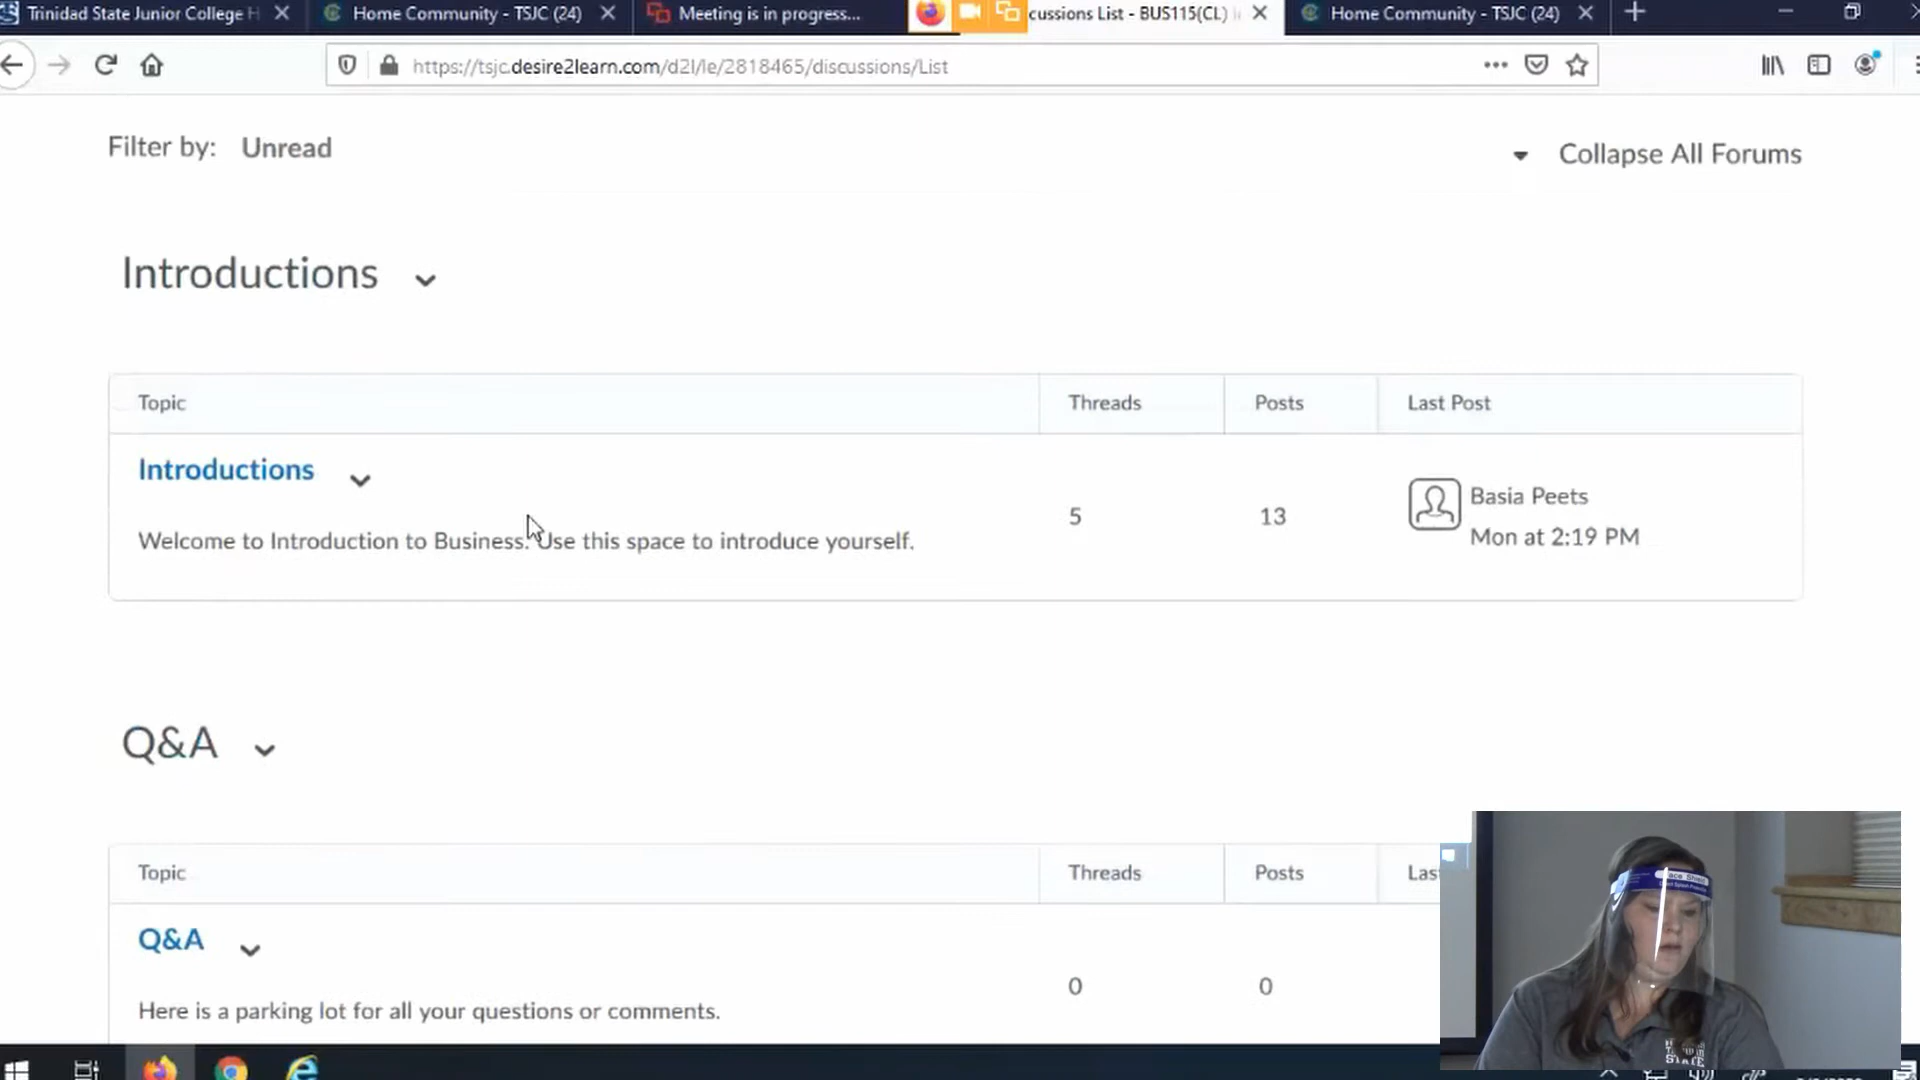 Trinidad State Junior College H
Home Community - TSJC (24)
Meeting is in progress...
cussions List - BUS115(CL)
Home Community - TSJC (24)
https://tsjc.desire2learn.com/d2l/le/2818465/discussions/List
Filter by: Unread
Collapse All Forums
Introductions
Topic Threads Posts Last Post
Introductions
Welcome to Introduction to Business. Use this space to introduce yourself.
5 13
Basia Peets
Mon at 2:19 PM
Q&A
Topic Threads Posts Las
Q&A
Here is a parking lot for all your questions or comments.
0 0
Face Shield
STATE